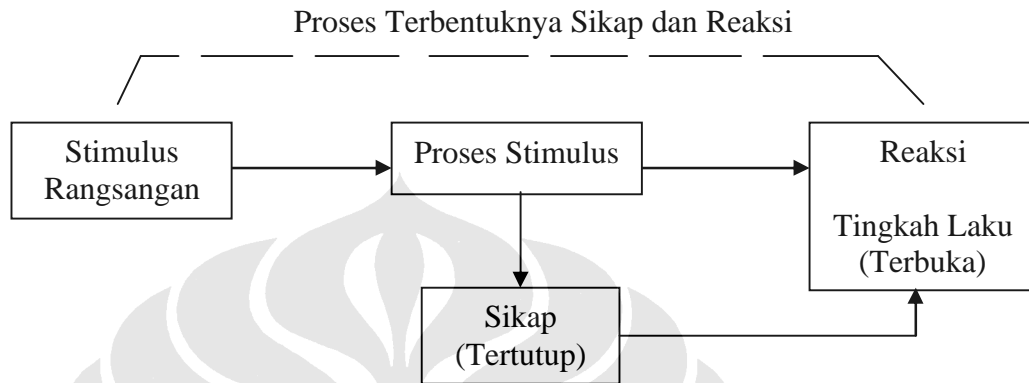 Proses Terbentuknya Sikap dan Reaksi
Stimulus
Rangsangan
Proses Stimulus
Reaksi
Tingkah Laku
(Terbuka)
Sikap
(Tertutup)